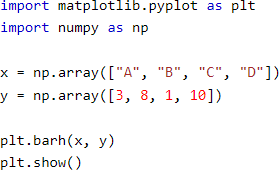 import matplotlib.pyplot as plt
import numpy as np
x = np.array(["A", "B", "C", "D"])
y = np.array([3, 8, 1, 10])
plt.barh(x, y)
plt.show()